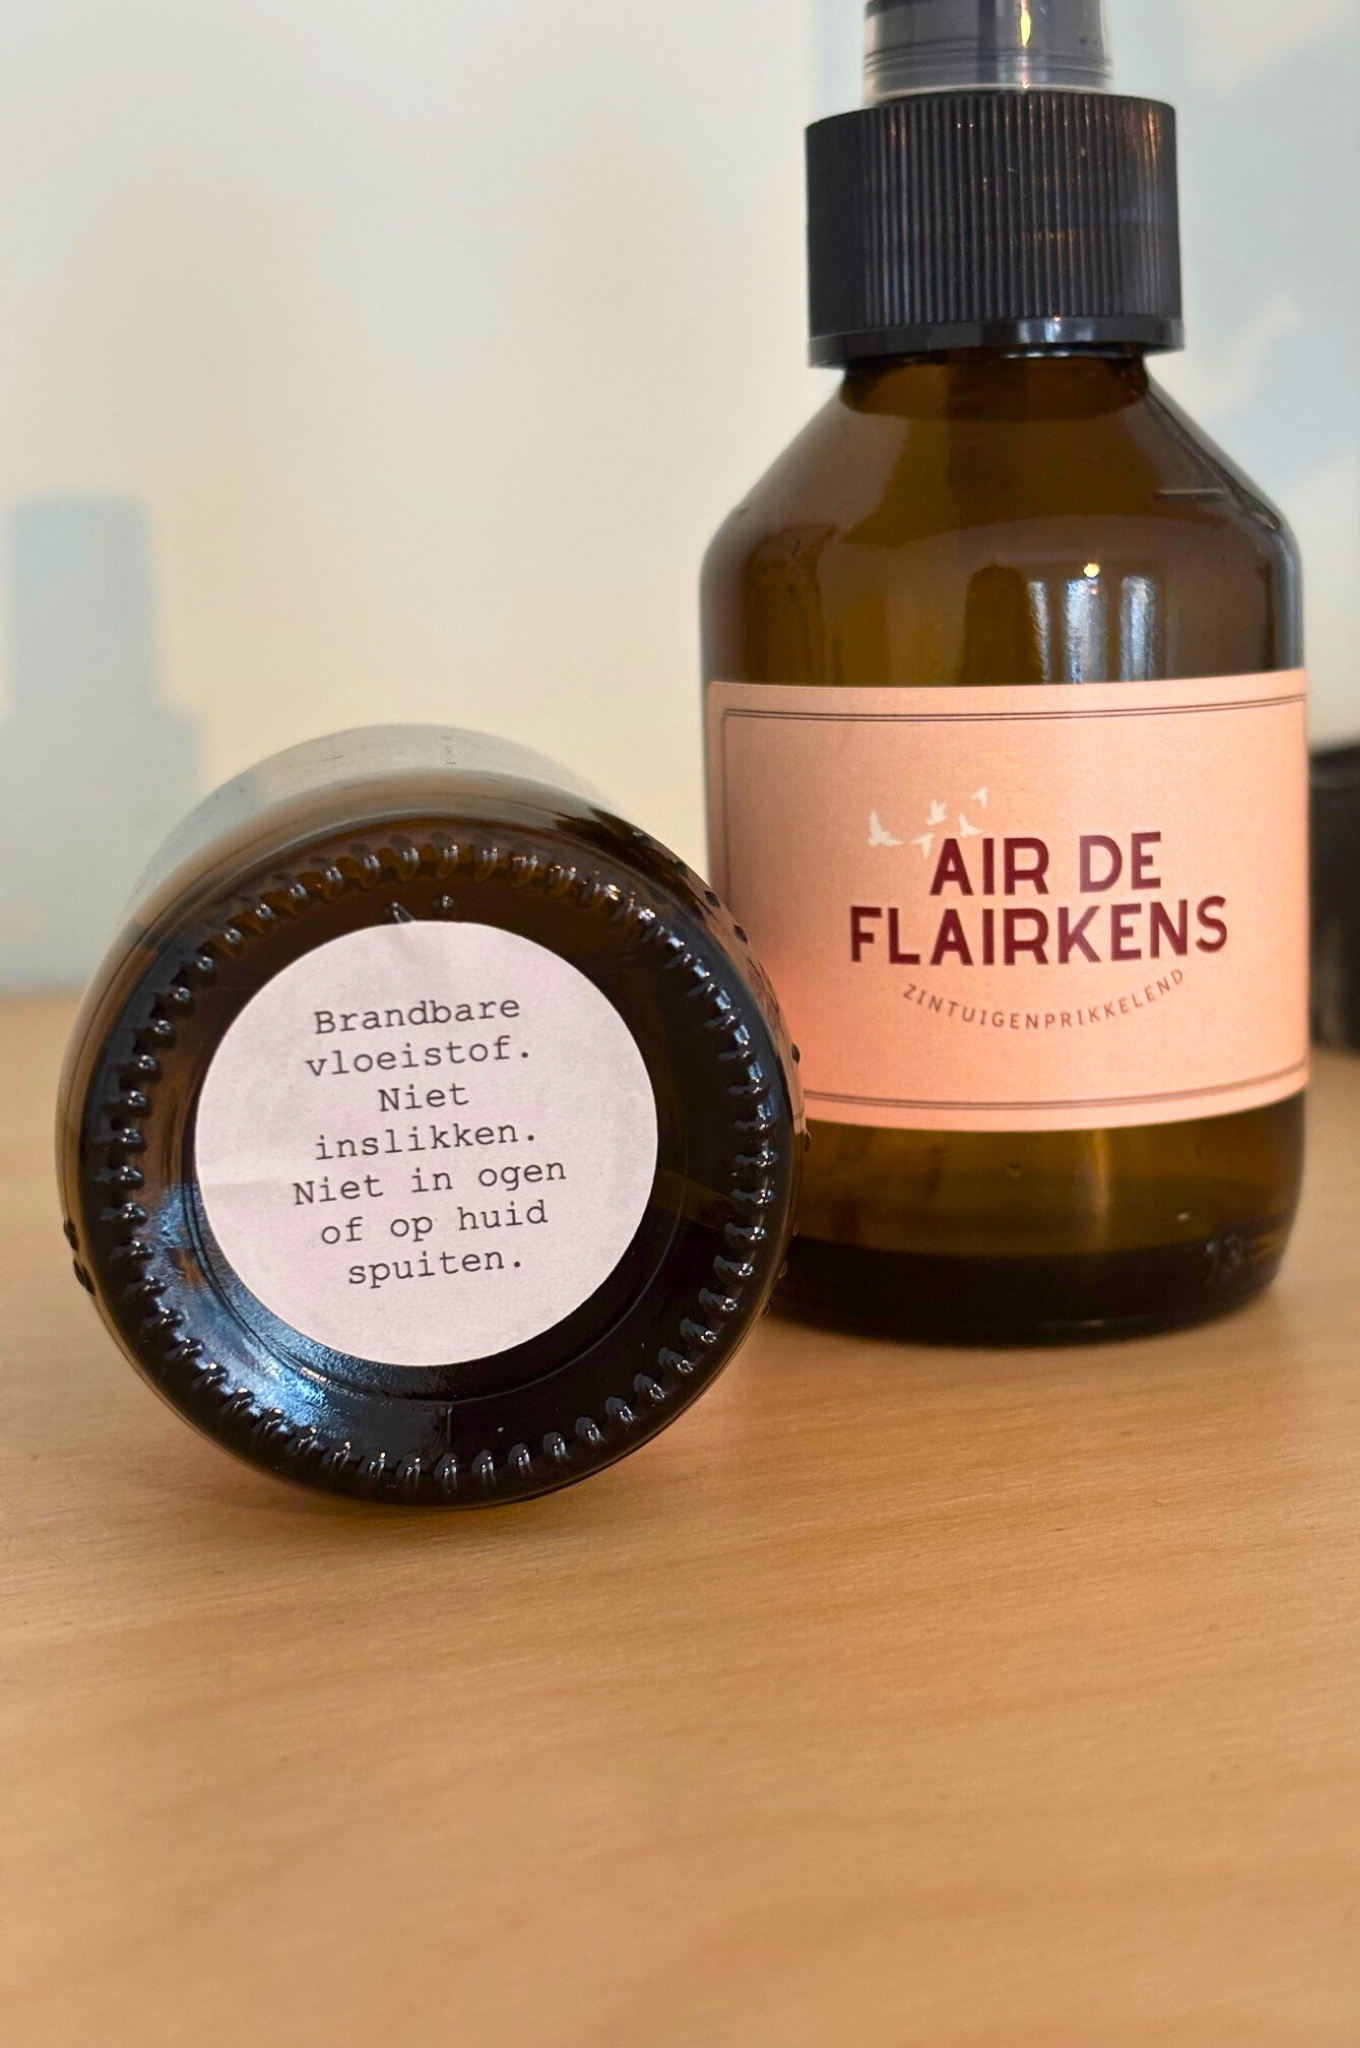 Brandbare
vloeistof.
Niet
inslikken.
Niet in ogen
of op huid
spuiten.
AIR DE
FLAIRKENS
ZINTUIGENPRIKKELEND